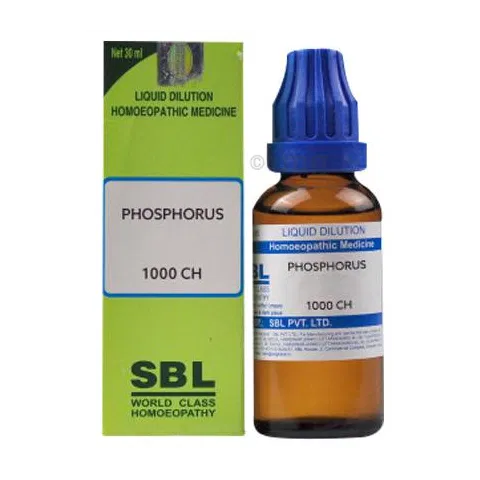 Net 30 ml
LIQUID DILUTION
HOMOEOPATHIC MEDICINE
PHOSPHORUS
1000 CH
SBL
WORLD CLASS
HOMOEOPATHY
©
LIQUID DILUTION
Homoeopathic Medicine
BL
PHOSPHORUS
1000 CH
SBL PVT. LTD.